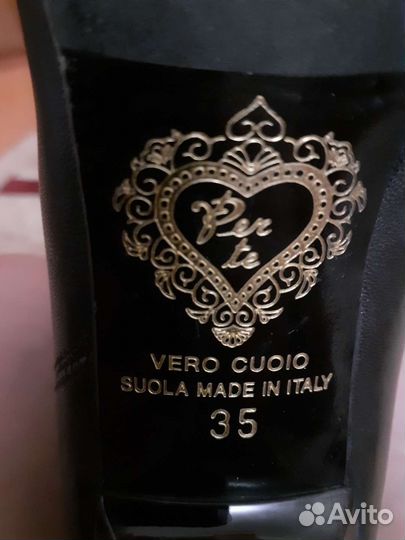 Per
te
VERO CUOIO
SUOLA MADE IN ITALY
35
Avito